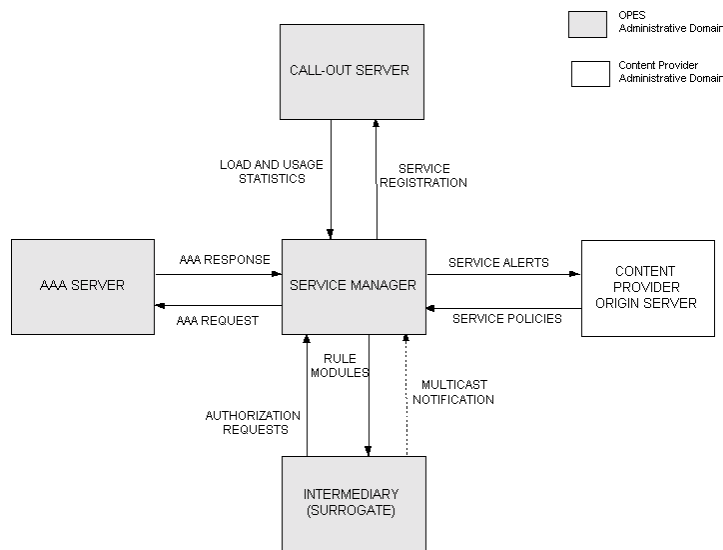 OPES
Administrative Domain
Content Provider
Administrative Domain
CALL-OUT SERVER
LOAD AND USAGE
STATISTICS
SERVICE
REGISTRATION
AAA SERVER
AAA RESPONSE
AAA REQUEST
SERVICE MANAGER
SERVICE ALERTS
SERVICE POLICIES
CONTENT
PROVIDER
ORIGIN SERVER
RULE
MODULES
AUTHORIZATION
REQUESTS
MULTICAST
NOTIFICATION
INTERMEDIARY
(SURROGATE)